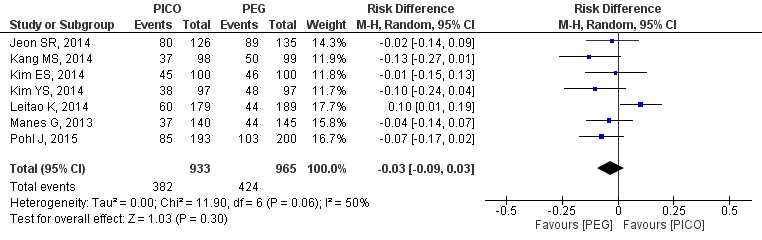 PICO PEG Risk Difference Risk Difference
Study or Subgroup Events Total Events Total Weight M-H, Random, 95% CI M-H, Random, 95% CI
Jeon SR, 2014 80 126 89 135 14.3% -0.02 [-0.14, 0.09]
Kang MS, 2014 37 98 50 99 11.9% -0.13 [-0.27, 0.01]
Kim ES, 2014 45 100 46 100 11.8% -0.01 [-0.15, 0.13]
Kim YS, 2014 38 97 48 97 11.6% -0.10 [-0.24, 0.04]
Leitao K, 2014 60 179 44 189 17.9% 0.10 [0.01, 0.19]
Manes G, 2013 37 140 44 145 15.8% -0.04 [-0.14, 0.07]
Pohl J, 2015 85 193 103 200 16.7% -0.07 [-0.17, 0.02]
Total (95% CI) 933 965 100.0% -0.03 [-0.09, 0.03]
Total events 382 424
Heterogeneity: Tau² = 0.00; Chi² = 11.90, df = 6 (P = 0.06); I² = 50%
Test for overall effect: Z = 1.03 (P = 0.30)
-0.5 -0.25 0 0.25 0.5
Favours [PEG] Favours [PICO]